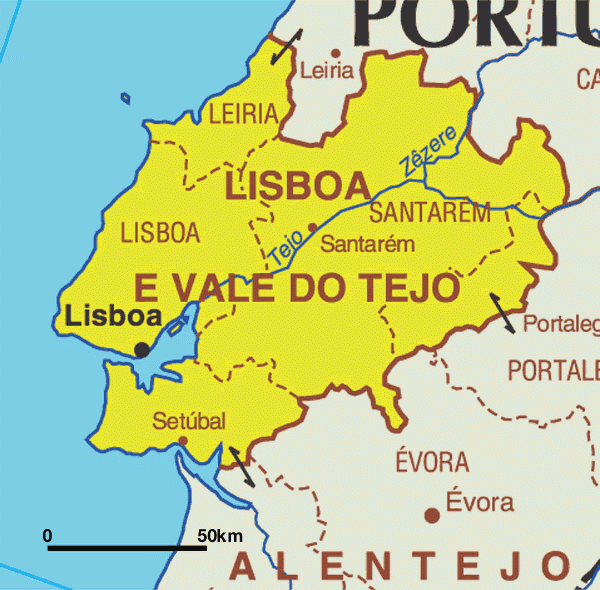 PORTU
Leiria
CA
LEIRIA
Zêzere
LISBOA
SANTARÉM
LISBOA
Tejo
Santarém
E VALE DO TEJO
Lisboa
Portaleg
PORTALE
Setúbal
ÉVORA
Évora
0 50km
ALENTEJO